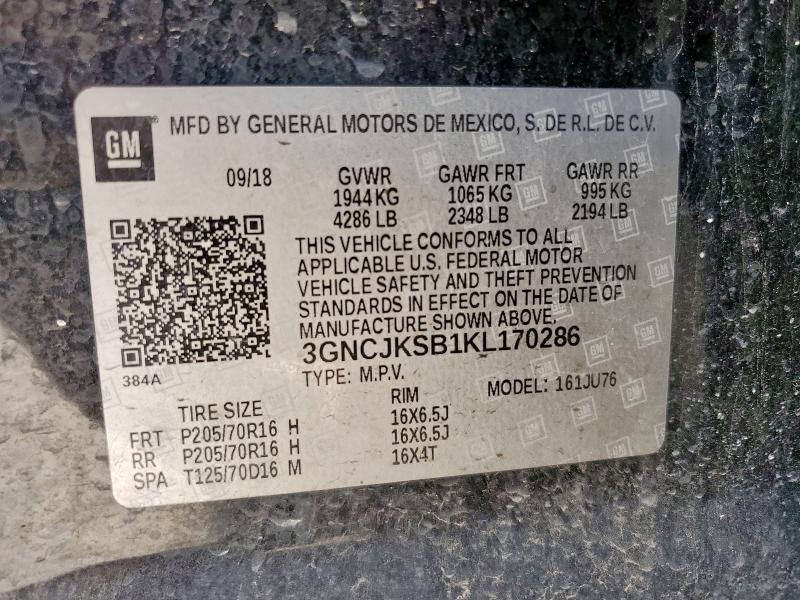 GM
MFD BY GENERAL MOTORS DE MEXICO, S. DE R.L. DE C.V.
09/18 GVWR GAWR FRT GAWR RR
1944 KG 1065 KG 995 KG
4286 LB 2348 LB 2194 LB
THIS VEHICLE CONFORMS TO ALL
APPLICABLE U.S. FEDERAL MOTOR
VEHICLE SAFETY AND THEFT PREVENTION
STANDARDS IN EFFECT ON THE DATE OF
MANUFACTURE SHOWN ABOVE.
3GNCJKSB1KL170286
384A
TYPE: M.P.V. MODEL: 161JU76
TIRE SIZE RIM
FRT P205/70R16 H 16X6.5J
RR P205/70R16 H 16X6.5J
SPA T125/70D16 M 16X4T